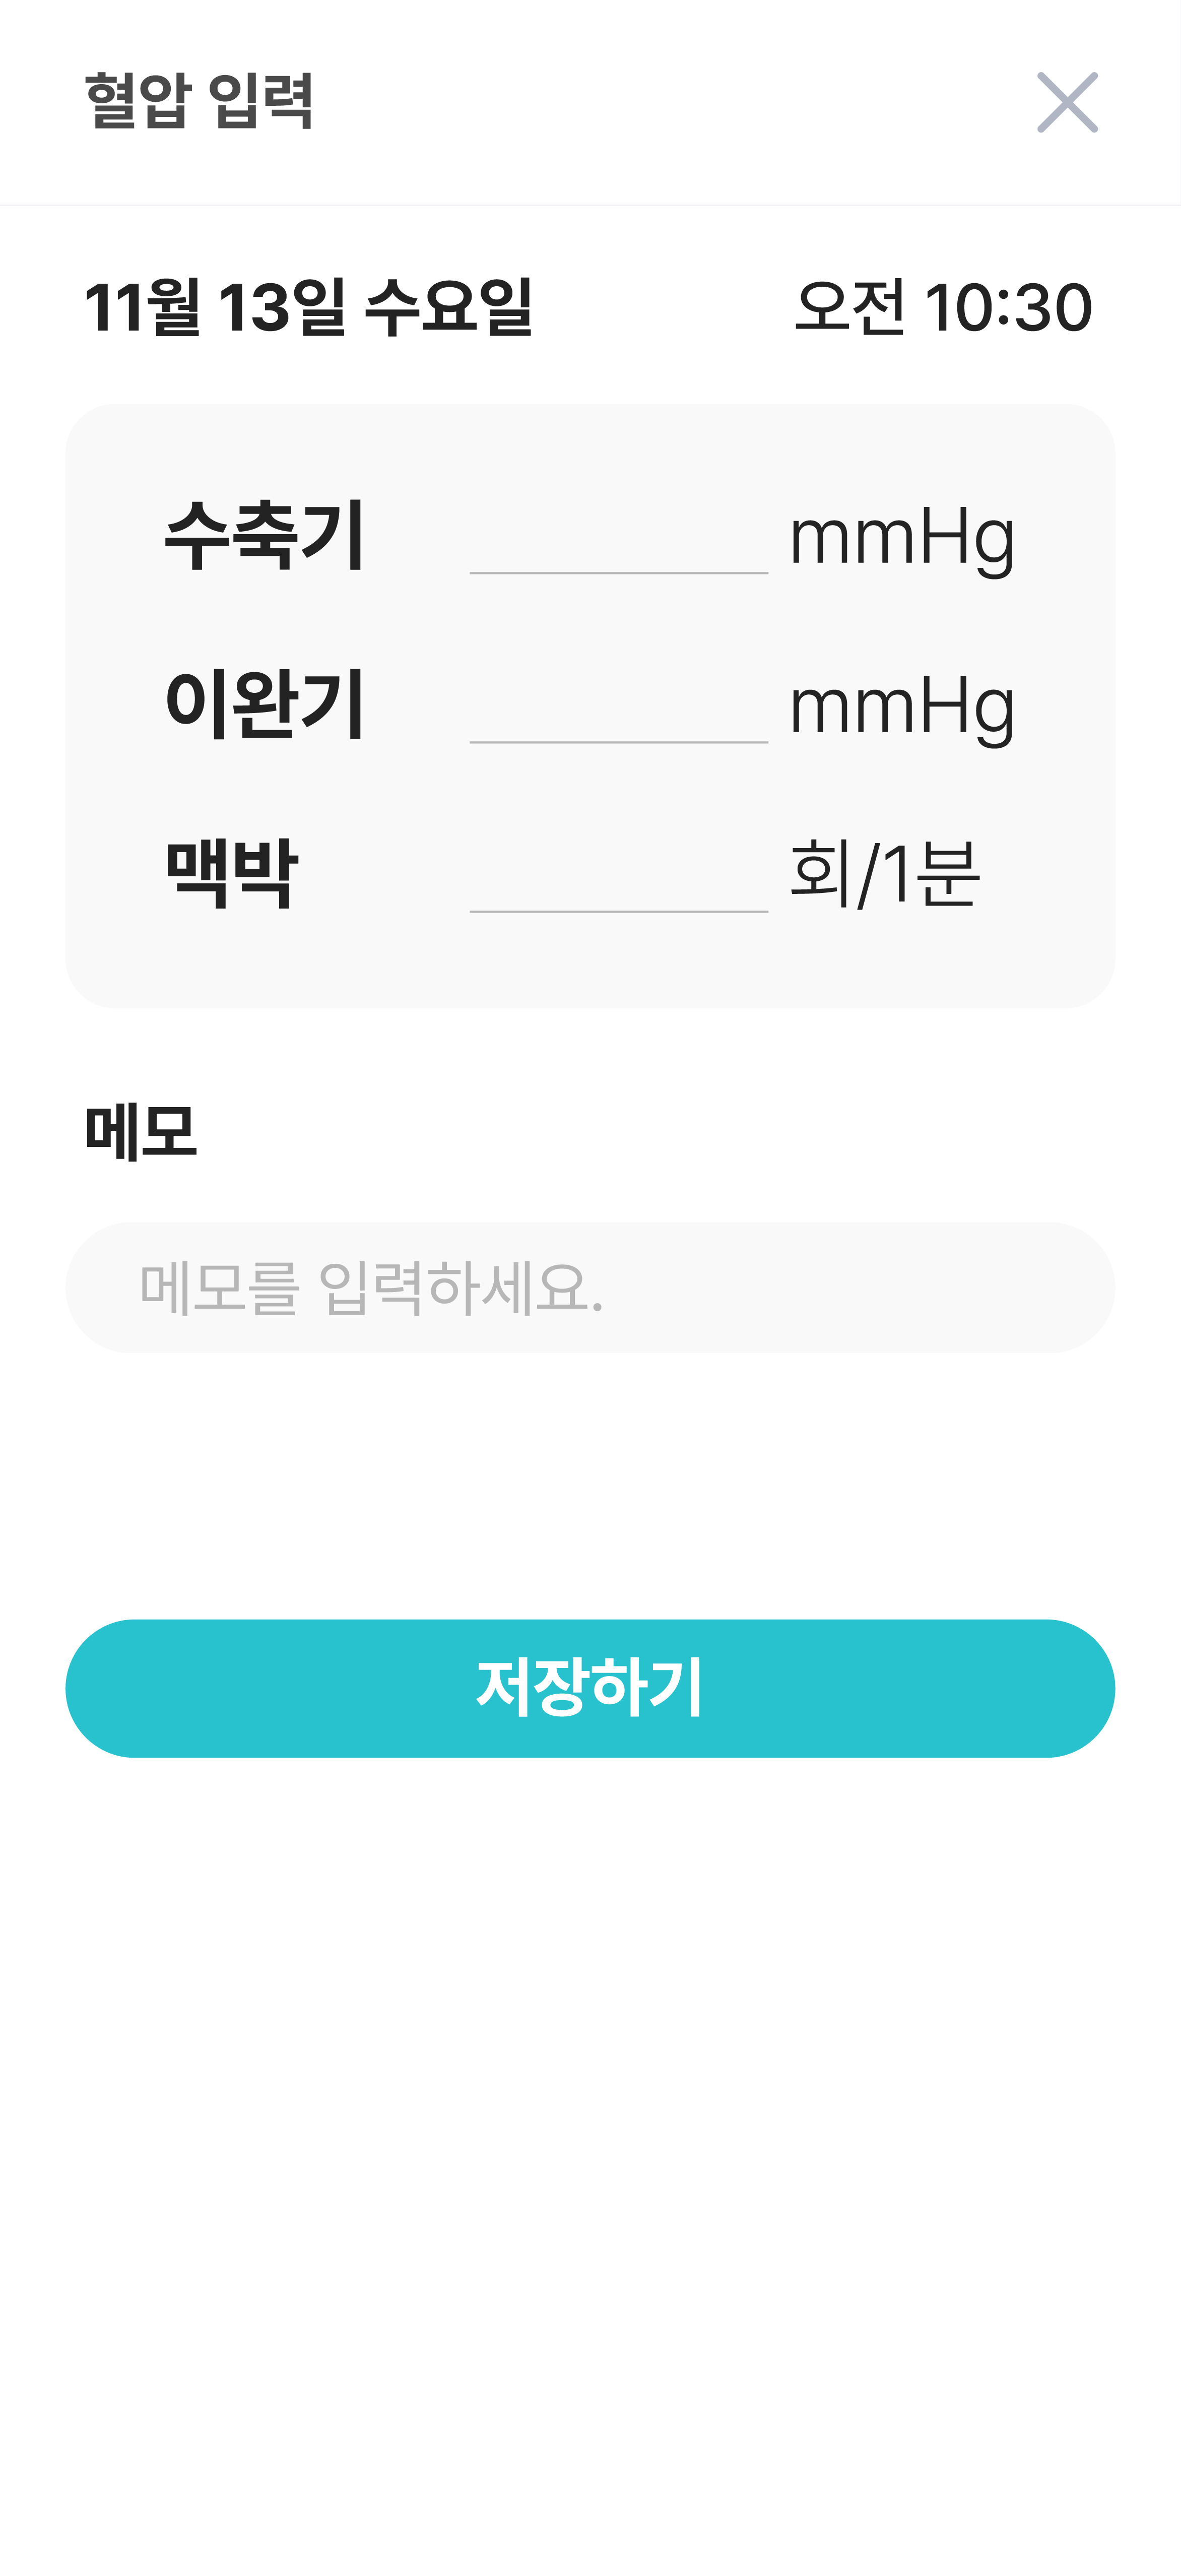 혈압 입력
11월 13일 수요일 오전 10:30
수축기 mmHg
이완기 mmHg
맥박 회/1분
메모
메모를 입력하세요.
저장하기